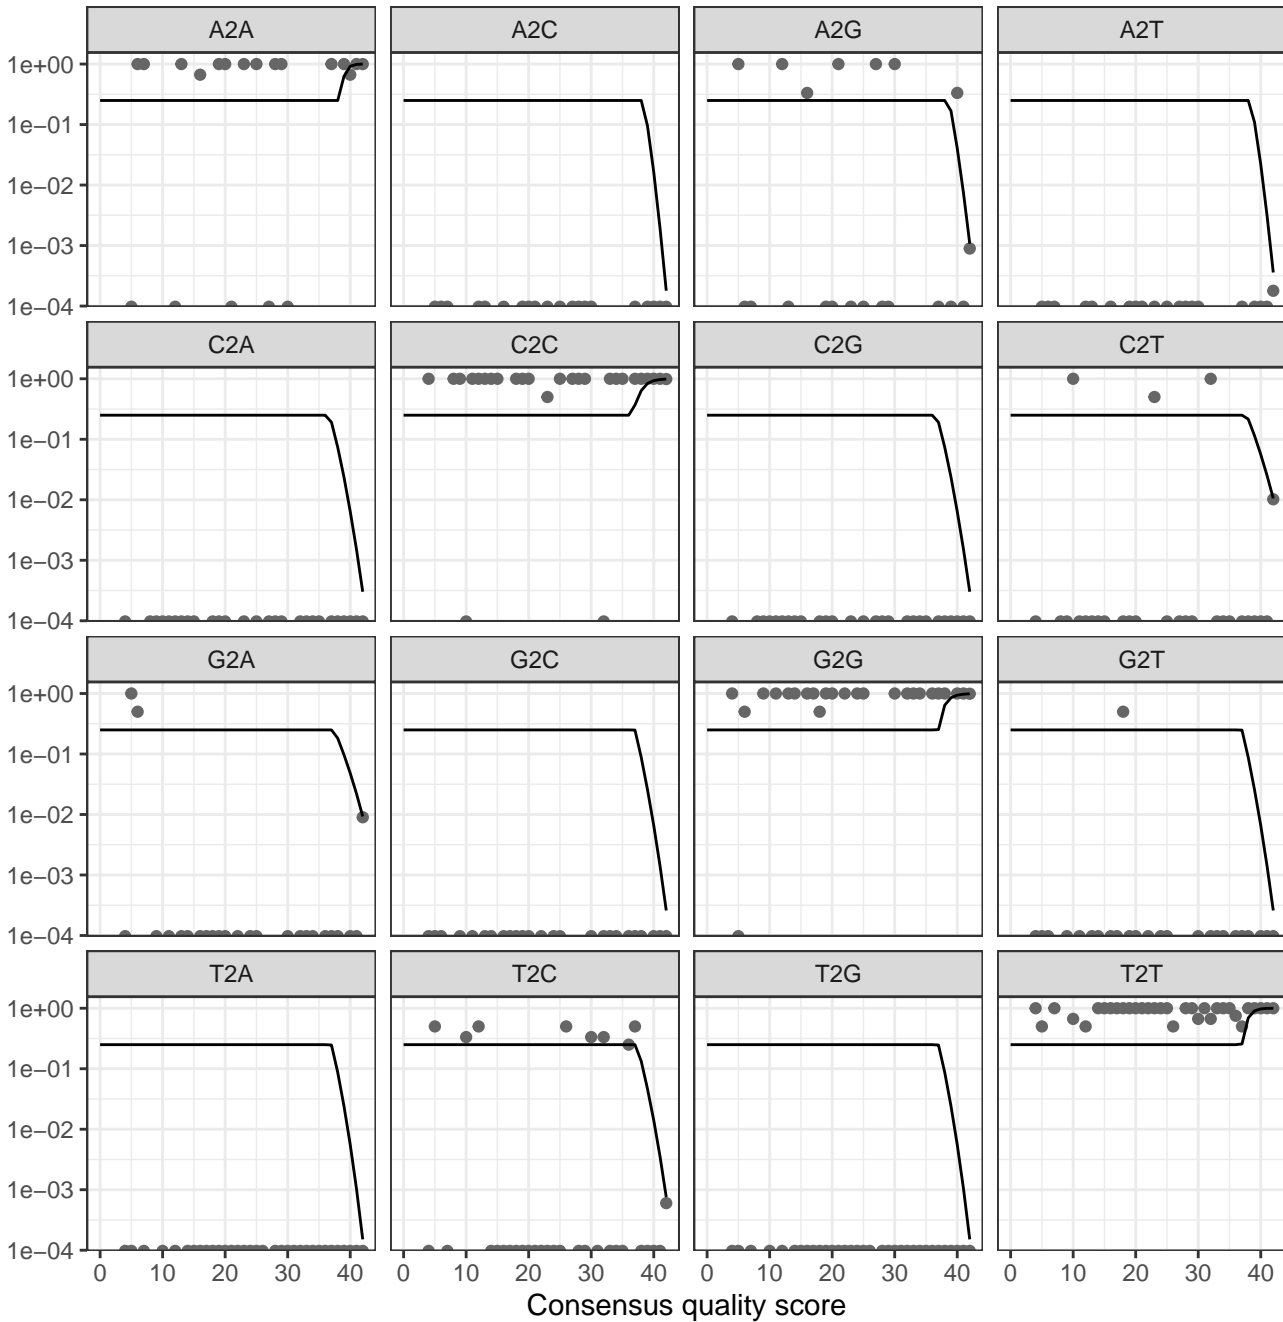 A2A A2C A2G A2T
1e+00
1e−01
1e−02
1e−03
1e−04
C2A C2C C2G C2T
1e+00
1e−01
1e−02
1e−03
1e−04
G2A G2C G2G G2T
1e+00
1e−01
1e−02
1e−03
1e−04
T2A T2C T2G T2T
1e+00
1e−01
1e−02
1e−03
1e−04
0 10 20 30 40 0 10 20 30 40 0 10 20 30 40 0 10 20 30 40
Consensus quality score